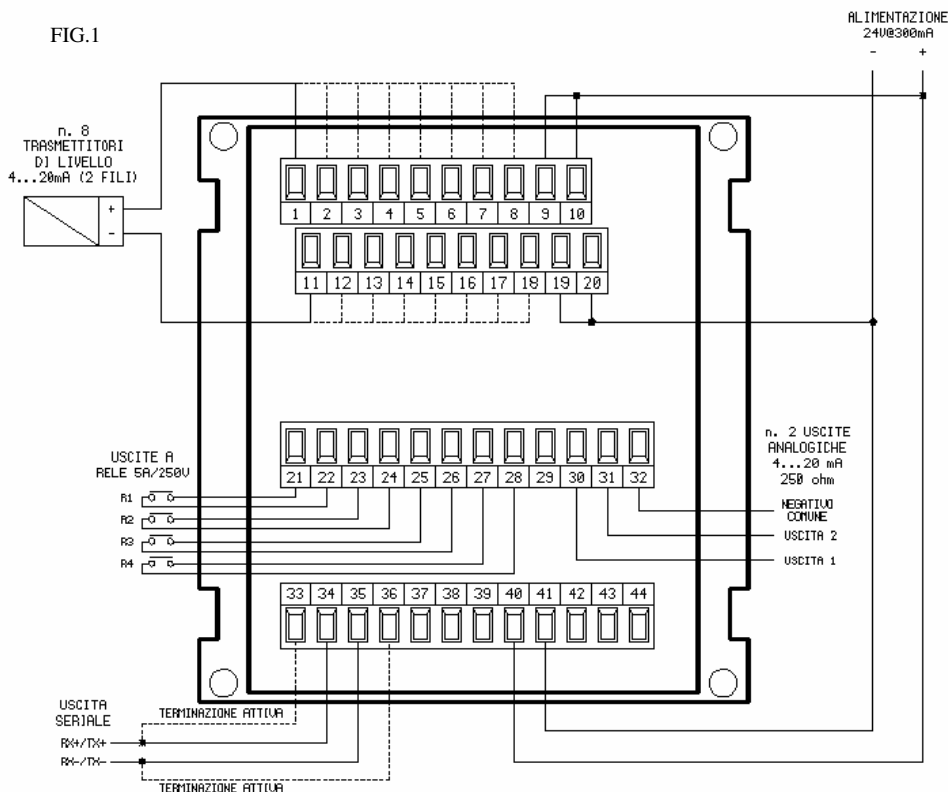 FIG.1
ALIMENTAZIONE
24V@300mA
- +
n. 8
TRASMETTITORI
DI LIVELLO
4...20mA (2 FILI)
+
-
1 2 3 4 5 6 7 8 9 10
11 12 13 14 15 16 17 18 19 20
USCITE A
RELE 5A/250V
R1
R2
R3
R4
21 22 23 24 25 26 27 28 29 30 31 32
n. 2 USCITE
ANALOGICHE
4...20 mA
250 ohm
NEGATIVO
COMUNE
USCITA 2
USCITA 1
33 34 35 36 37 38 39 40 41 42 43 44
USCITA
SERIALE
TERMINAZIONE ATTIVA
RX+/TX+
RX-/TX-
TERMINAZIONE ATTIVA